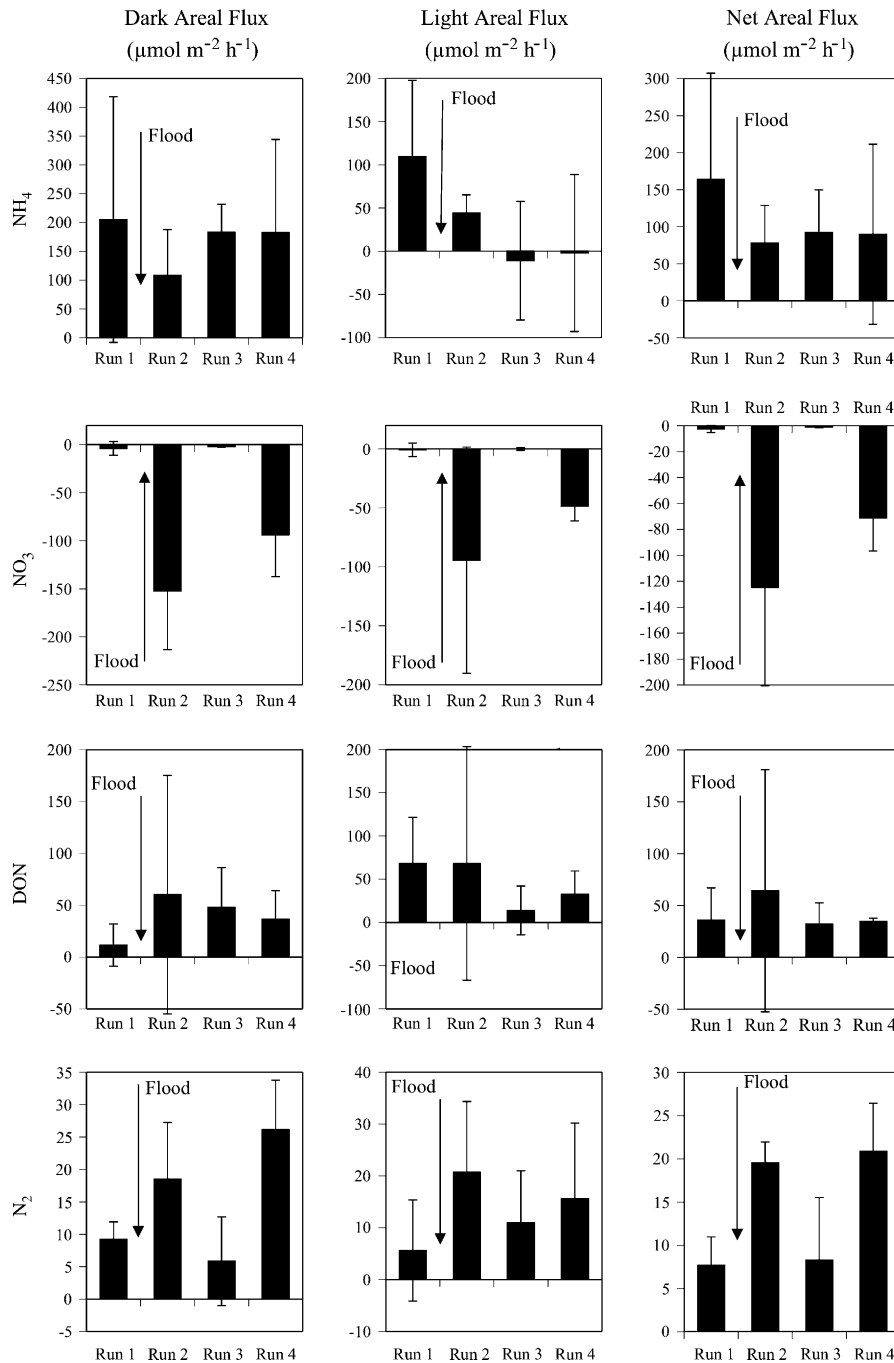 Dark Areal Flux
(µmol m⁻² h⁻¹)
Light Areal Flux
(µmol m⁻² h⁻¹)
Net Areal Flux
(µmol m⁻² h⁻¹)
NH₄
450
400
350
300
250
200
150
100
50
0
Flood
Run 1 Run 2 Run 3 Run 4
200
150
100
50
0
-50
-100
Flood
Run 1 Run 2 Run 3 Run 4
300
250
200
150
100
50
0
-50
Flood
Run 1 Run 2 Run 3 Run 4
NO₃
0
-50
-100
-150
-200
-250
Flood
Run 1 Run 2 Run 3 Run 4
0
-50
-100
-150
-200
Flood
Run 1 Run 2 Run 3 Run 4
Run 1 Run 2 Run 3 Run 4
0
-20
-40
-60
-80
-100
-120
-140
-160
-180
-200
Flood
DON
200
150
100
50
0
-50
Flood
Run 1 Run 2 Run 3 Run 4
200
150
100
50
0
-50
-100
Flood
Run 1 Run 2 Run 3 Run 4
200
150
100
50
0
-50
Flood
Run 1 Run 2 Run 3 Run 4
N₂
35
30
25
20
15
10
5
0
-5
Flood
Run 1 Run 2 Run 3 Run 4
40
30
20
10
0
-10
Flood
Run 1 Run 2 Run 3 Run 4
30
25
20
15
10
5
0
Flood
Run 1 Run 2 Run 3 Run 4